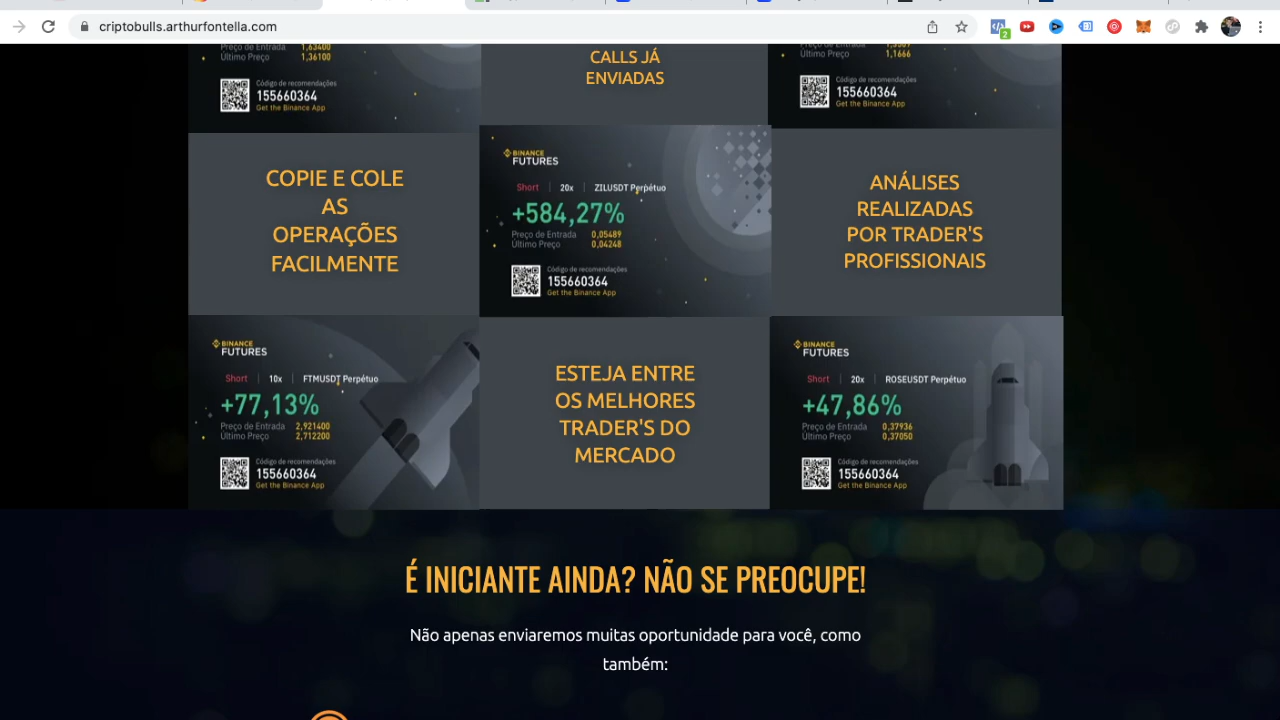 criptobulls.arthurfontella.com
2
Preço de Entrada 1,63400
Último Preço 1,36100
Código de recomendações
155660364
Get the Binance App
CALLS JÁ
ENVIADAS
Último Preço 1,1666
Código de recomendações
155660364
Get the Binance App
COPIE E COLE
AS
OPERAÇÕES
FACILMENTE
BINANCE
FUTURES
Short | 20x | ZILUSDT Perpétuo
+584,27%
Preço de Entrada 0,05489
Último Preço 0,04248
Código de recomendações
155660364
Get the Binance App
ANÁLISES
REALIZADAS
POR TRADER'S
PROFISSIONAIS
BINANCE
FUTURES
Short | 10x | FTMUSDT Perpétuo
+77,13%
Preço de Entrada 2,921400
Último Preço 2,712200
Código de recomendações
155660364
Get the Binance App
ESTEJA ENTRE
OS MELHORES
TRADER'S DO
MERCADO
BINANCE
FUTURES
Short | 20x | ROSEUSDT Perpétuo
+47,86%
Preço de Entrada 0,37936
Último Preço 0,37050
Código de recomendações
155660364
Get the Binance App
É INICIANTE AINDA? NÃO SE PREOCUPE!
Não apenas enviaremos muitas oportunidade para você, como
também: